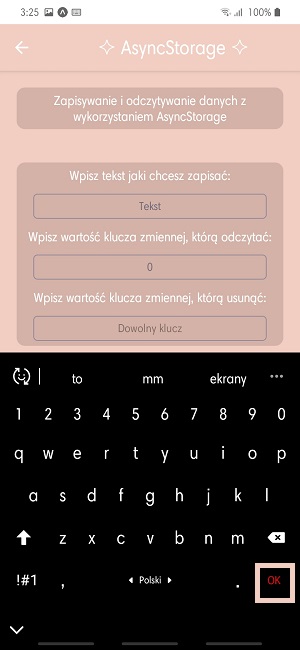 3:25 100%
✧ AsyncStorage ✧
Zapisywanie i odczytywanie danych z
wykorzystaniem AsyncStorage
Wpisz tekst jaki chcesz zapisać:
Tekst
Wpisz wartość klucza zmiennej, którą odczytać:
0
Wpisz wartość klucza zmiennej, którą usunąć:
Dowolny klucz
to mm ekrany
1 2 3 4 5 6 7 8 9 0
q w e r t y u i o p
a s d f g h j k l
z x c v b n m
!#1 , Polski . OK